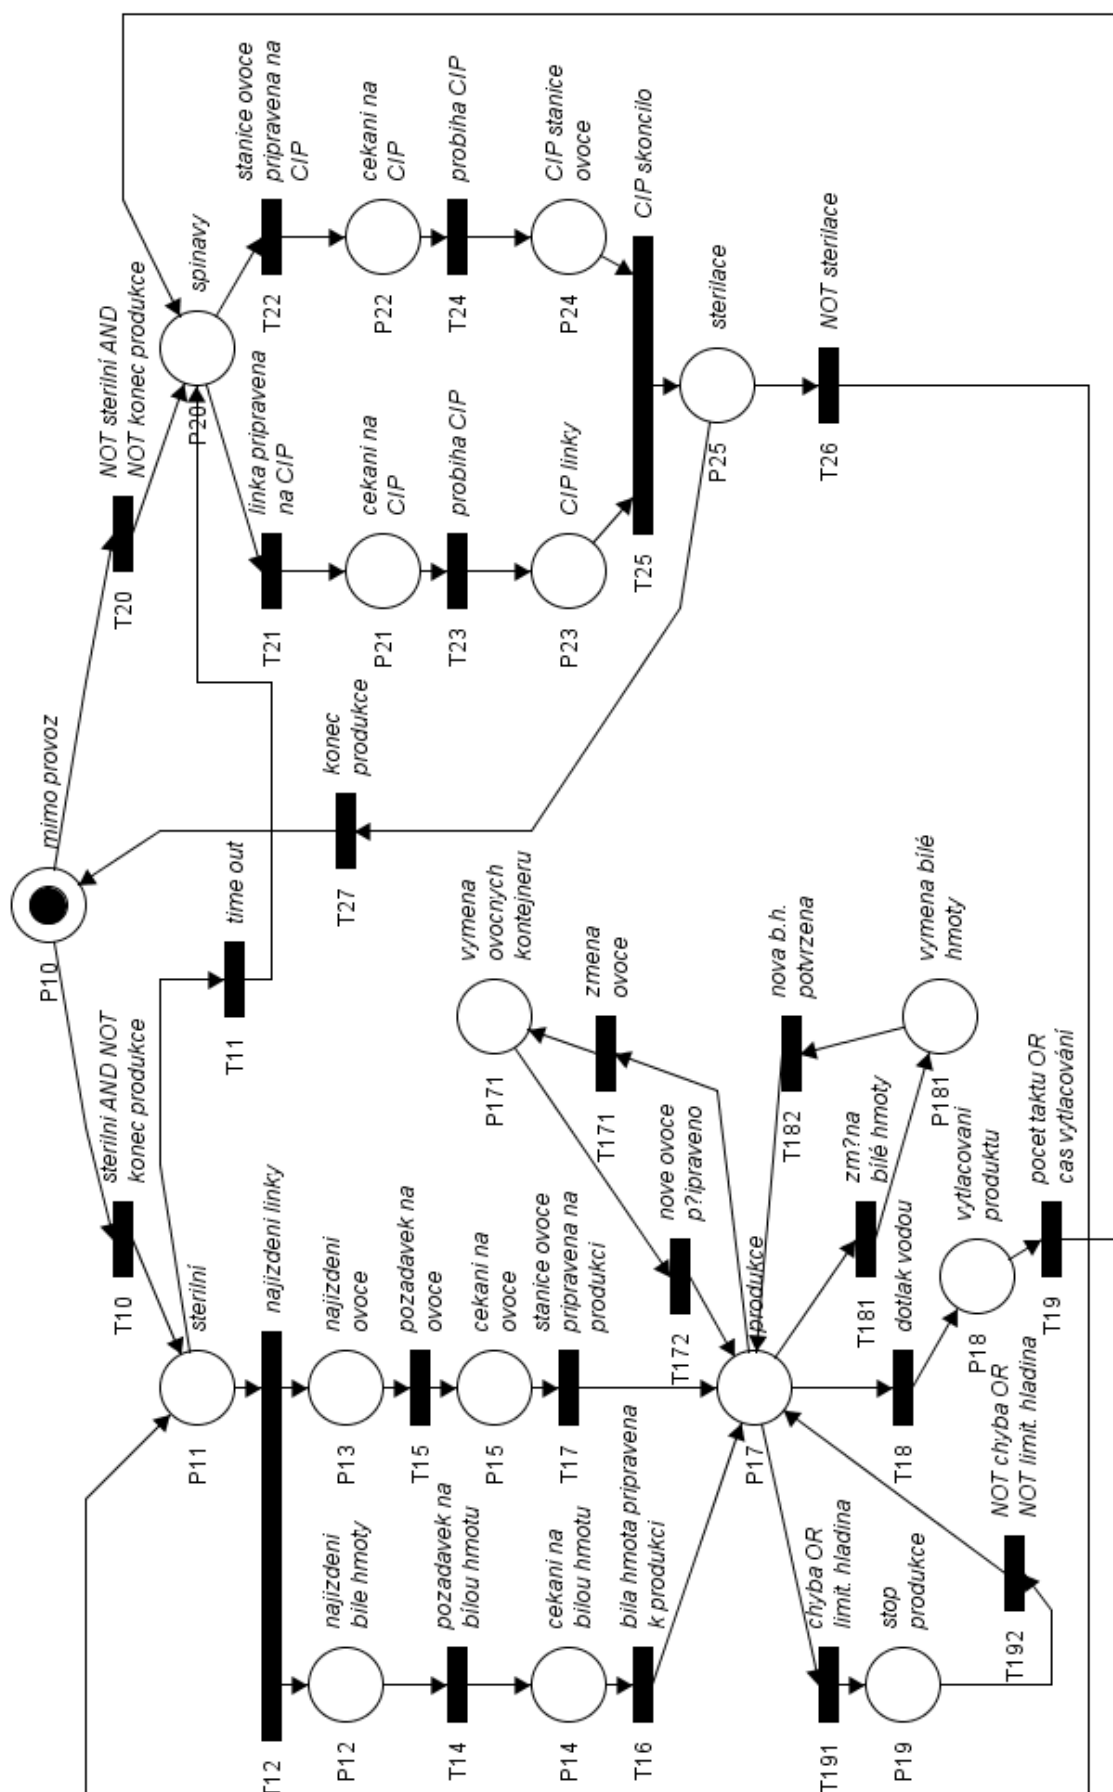 P10
mimo provoz
T10
sterilní AND NOT
konec produkce
T20
NOT sterilní AND
NOT konec produkce
P11
sterilní
T11
time out
P20
spinavy
T12
najizdeni linky
T21
linka pripravena
na CIP
T22
stanice ovoce
pripravena na
CIP
P12
najizdeni
bile hmoty
P13
najizdeni
ovoce
T27
konec
produkce
P21
cekani na
CIP
P22
cekani na
CIP
T14
pozadavek na
bílou hmotu
T15
pozadavek na
ovoce
T23
probiha CIP
T24
probiha CIP
P14
cekani na
bilou hmotu
P15
cekani na
ovoce
P171
vymena
ovocnych
kontejneru
P23
CIP linky
P24
CIP stanice
ovoce
T16
bila hmota pripravena
k produkci
T17
stanice ovoce
pripravena na
produkci
T171
zmena
ovoce
T25
CIP skoncilo
T172
nove ovoce
p?ipraveno
P25
sterilace
P17
produkce
T182
nova b.h.
potvrzena
T191
chyba OR
limit. hladina
T181
zm?na
bílé hmoty
T26
NOT sterilace
P19
stop
produkce
T18
dotlak vodou
P181
vymena bílé
hmoty
P18
vytlacovani
produktu
T192
NOT chyba OR
NOT limit. hladina
T19
pocet taktu OR
cas vytlacování